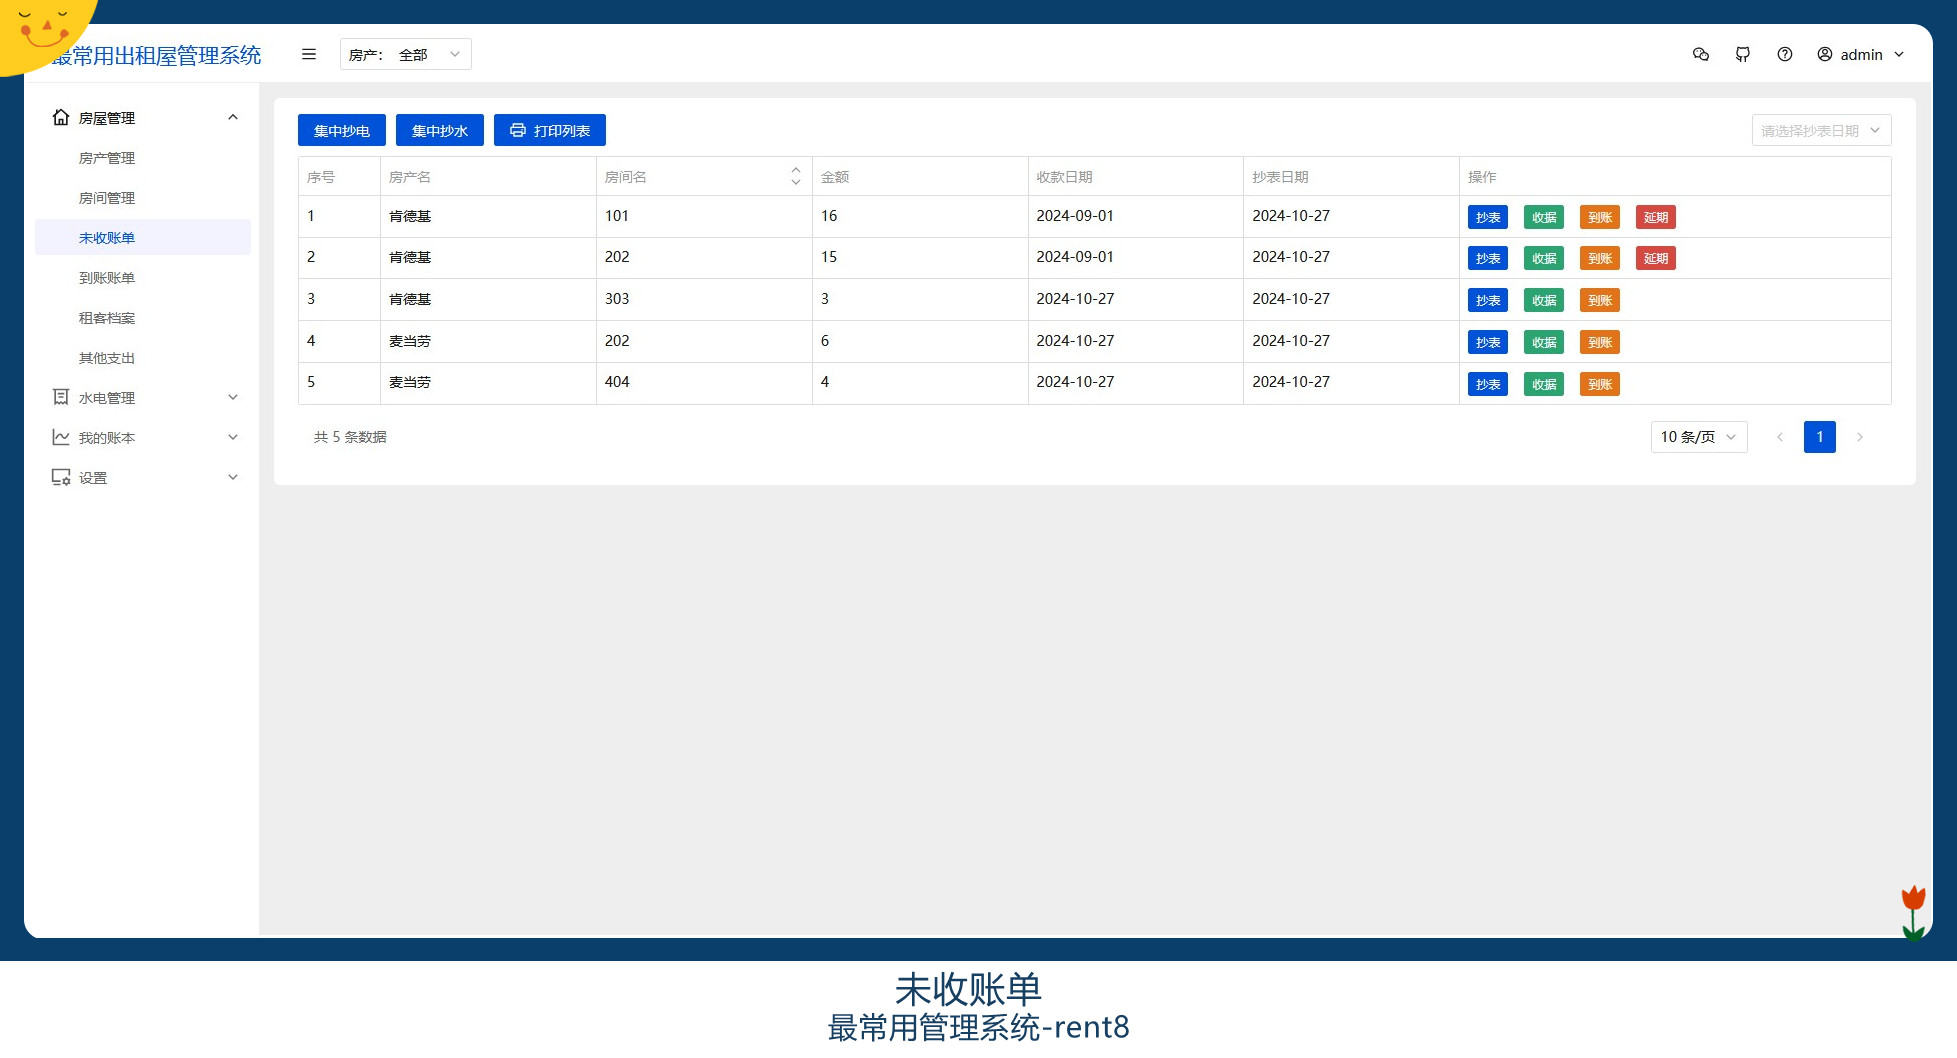 最常用出租屋管理系统
房产： 全部
admin
房屋管理
房产管理
房间管理
未收账单
到账账单
租客档案
其他支出
水电管理
我的账本
设置
集中抄电 集中抄水 打印列表 请选择抄表日期
序号 房产名 房间名 金额 收款日期 抄表日期 操作
1 肯德基 101 16 2024-09-01 2024-10-27 抄表 收据 到账 延期
2 肯德基 202 15 2024-09-01 2024-10-27 抄表 收据 到账 延期
3 肯德基 303 3 2024-10-27 2024-10-27 抄表 收据 到账
4 麦当劳 202 6 2024-10-27 2024-10-27 抄表 收据 到账
5 麦当劳 404 4 2024-10-27 2024-10-27 抄表 收据 到账
共 5 条数据 10 条/页 1
未收账单
最常用管理系统-rent8